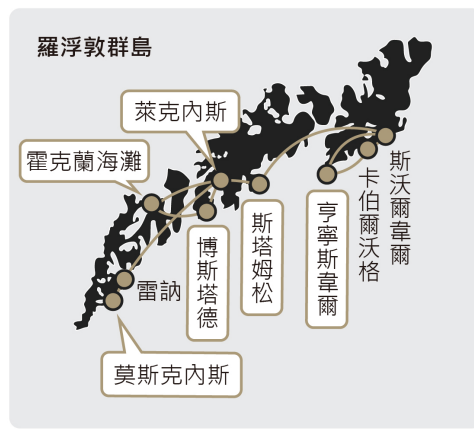 羅浮敦群島
萊克內斯
霍克蘭海灘
斯沃爾韋爾
卡伯爾沃格
亨寧斯韋爾
斯塔姆松
博斯塔德
雷訥
莫斯克內斯